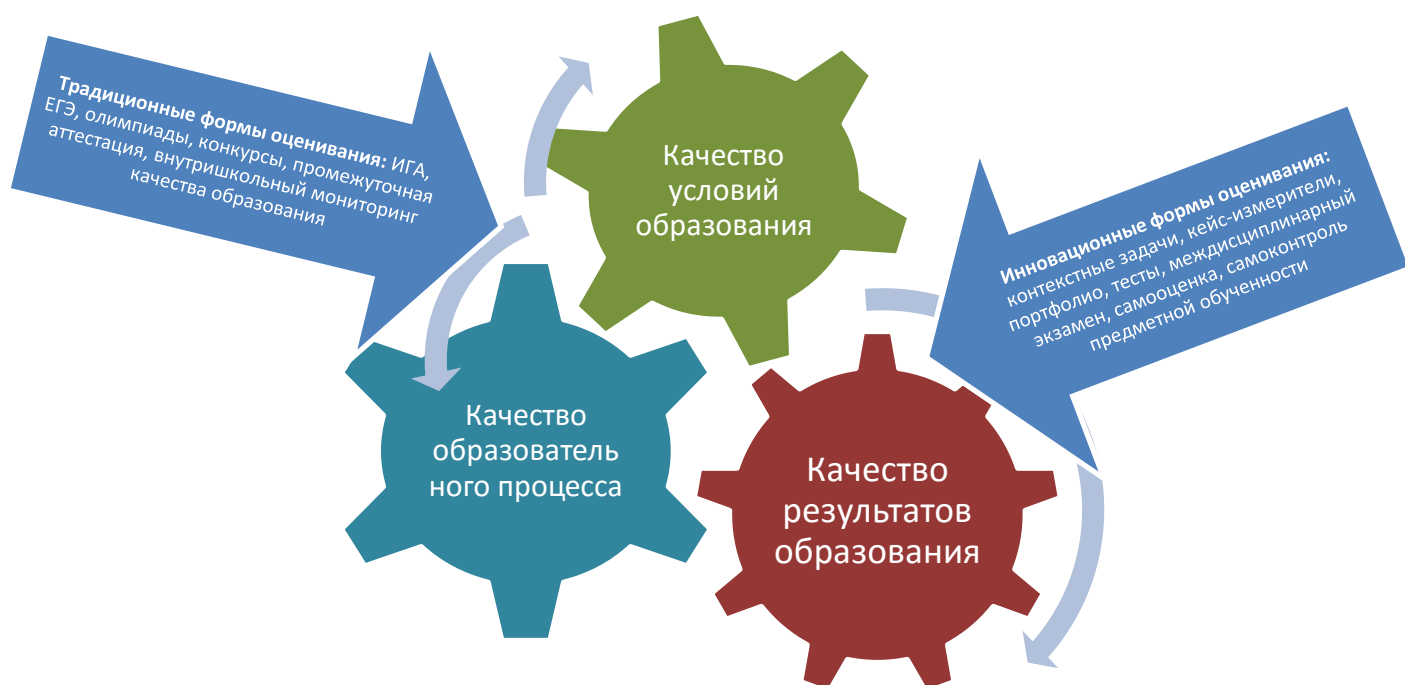 Традиционные формы оценивания: ИГА,
ЕГЭ, олимпиады, конкурсы, промежуточная
аттестация, внутришкольный мониторинг
качества образования
Качество
условий
образования
Инновационные формы оценивания:
контекстные задачи, кейс-измерители,
портфолио, тесты, междисциплинарный
экзамен, самооценка, самоконтроль
предметной обученности
Качество
образователь
ного процесса
Качество
результатов
образования